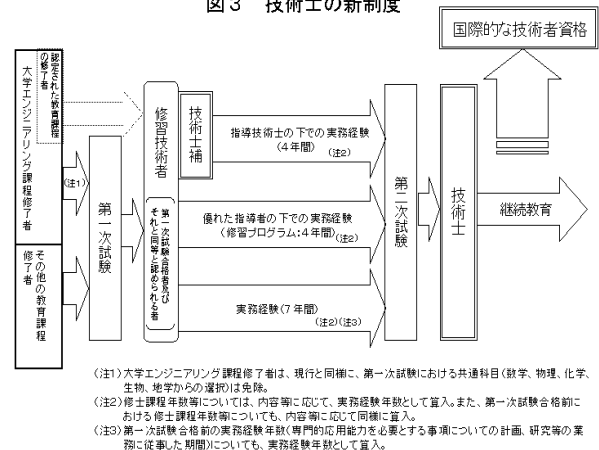 図３　技術士の新制度
国際的な技術者資格
認定された教育課程
の修了者
大学エンジニアリング課程修了者
(注1)
その他の教育課程
修了者
第一次試験
修習技術者
第一次試験合格者及び
それと同等と認められる者
技術士補
指導技術士の下での実務経験
(４年間)　(注2)
優れた指導者の下での実務経験
(修習プログラム:４年間)(注2)
実務経験(７年間)
(注2)(注3)
第二次試験
技術士
継続教育
(注1)大学エンジニアリング課程修了者は、現行と同様に、第一次試験における共通科目(数学、物理、化学、
生物、地学からの選択)は免除。
(注2)修士課程年数等については、内容等に応じて、実務経験年数として算入。また、第一次試験合格前に
おける修士課程年数等についても、内容等に応じて同様に算入。
(注3)第一次試験合格前の実務経験年数(専門的応用能力を必要とする事項についての計画、研究等の業
務に従事した期間)についても、実務経験年数として算入。